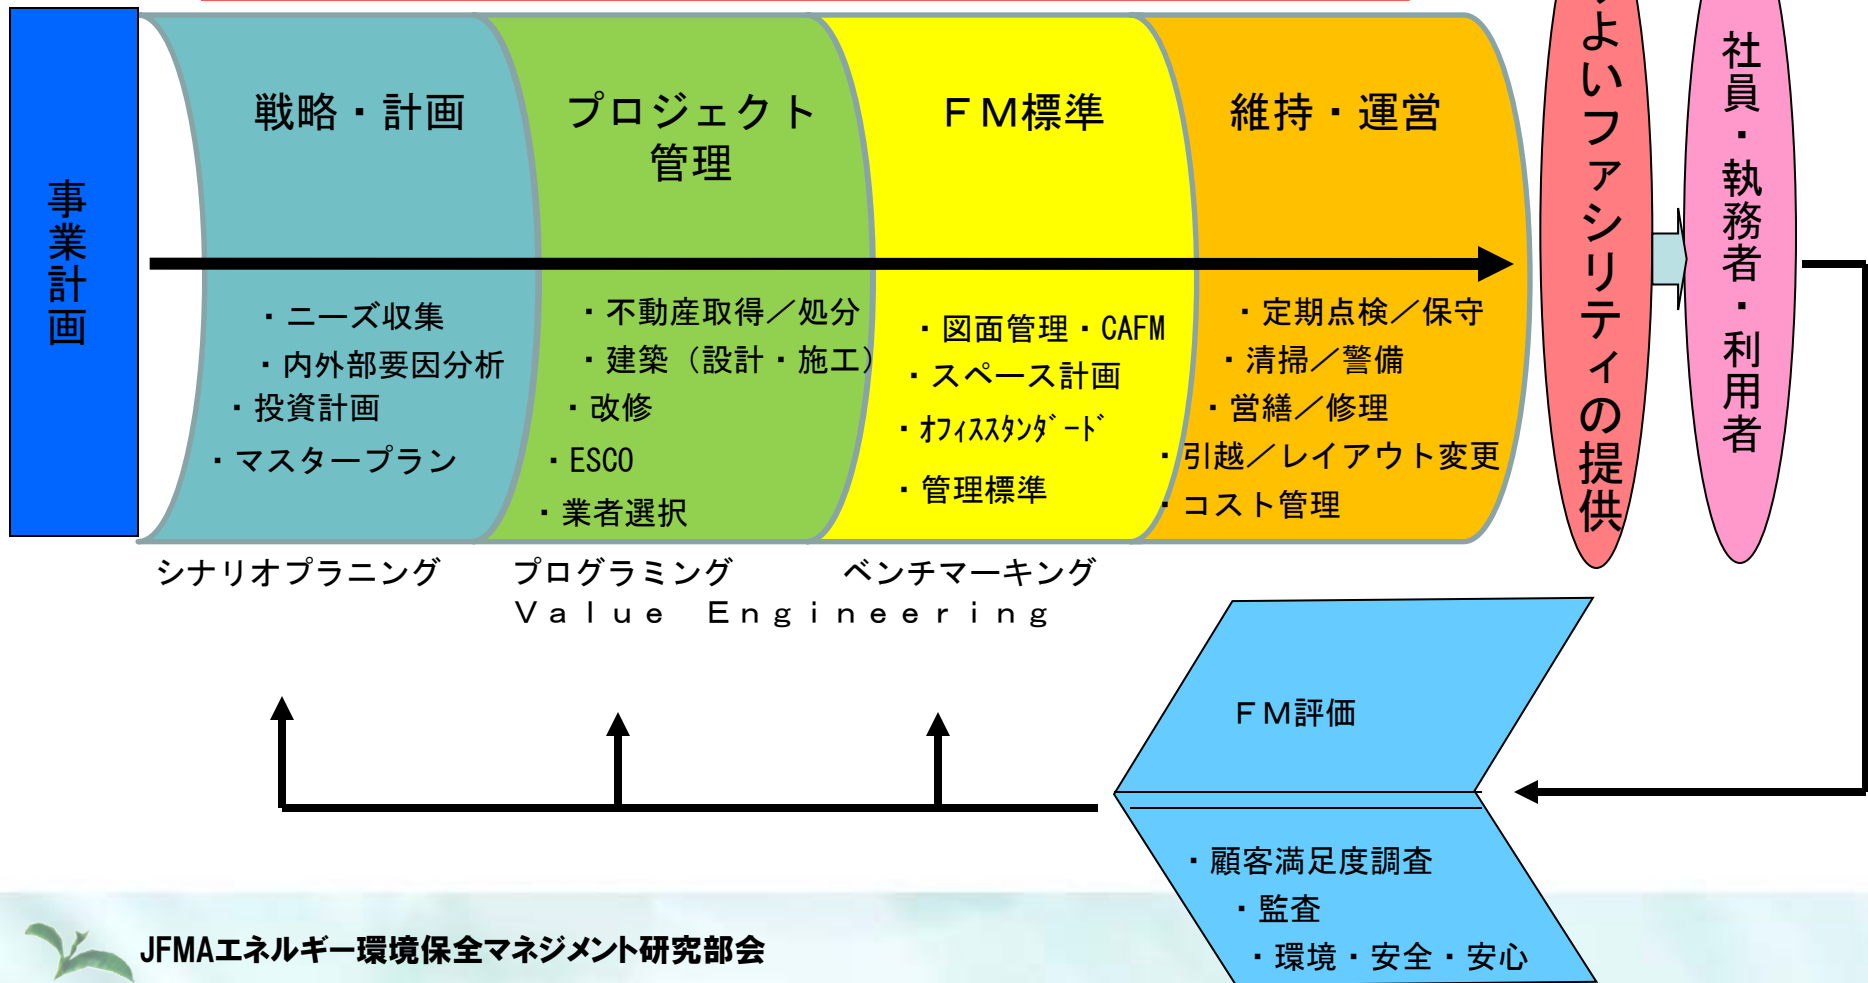 事業計画
戦略・計画
・ニーズ収集
・内外部要因分析
・投資計画
・マスタープラン
プロジェクト
管理
・不動産取得／処分
・建築（設計・施工）
・改修
・ESCO
・業者選択
ＦＭ標準
・図面管理・CAFM
・スペース計画
・ｵﾌｨｽｽﾀﾝﾀﾞｰﾄﾞ
・管理標準
維持・運営
・定期点検／保守
・清掃／警備
・営繕／修理
・引越／レイアウト変更
・コスト管理
よいファシリティの提供
社員・執務者・利用者
シナリオプラニング
プログラミング
ベンチマーキング
Ｖａｌｕｅ　Ｅｎｇｉｎｅｅｒｉｎｇ
ＦＭ評価
・顧客満足度調査
・監査
・環境・安全・安心
JFMAエネルギー環境保全マネジメント研究部会